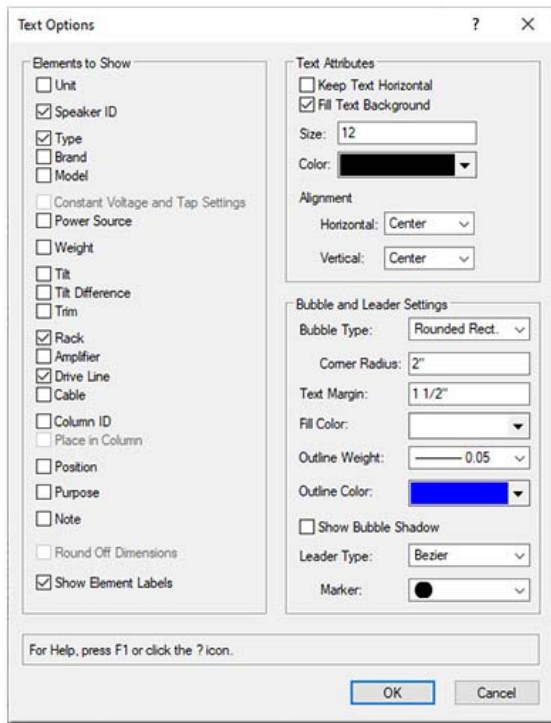 Text Options
?
Elements to Show
Unit
Speaker ID
Type
Brand
Model
Constant Voltage and Tap Settings
Power Source
Weight
Tilt
Tilt Difference
Trim
Rack
Amplifier
Drive Line
Cable
Column ID
Place in Column
Position
Purpose
Note
Round Off Dimensions
Show Element Labels
Text Attributes
Keep Text Horizontal
Fill Text Background
Size: 12
Color:
Alignment
Horizontal: Center
Vertical: Center
Bubble and Leader Settings
Bubble Type: Rounded Rect.
Corner Radius: 2"
Text Margin: 1 1/2"
Fill Color:
Outline Weight: 0.05
Outline Color:
Show Bubble Shadow
Leader Type: Bezier
Marker:
For Help, press F1 or click the ? icon.
OK Cancel